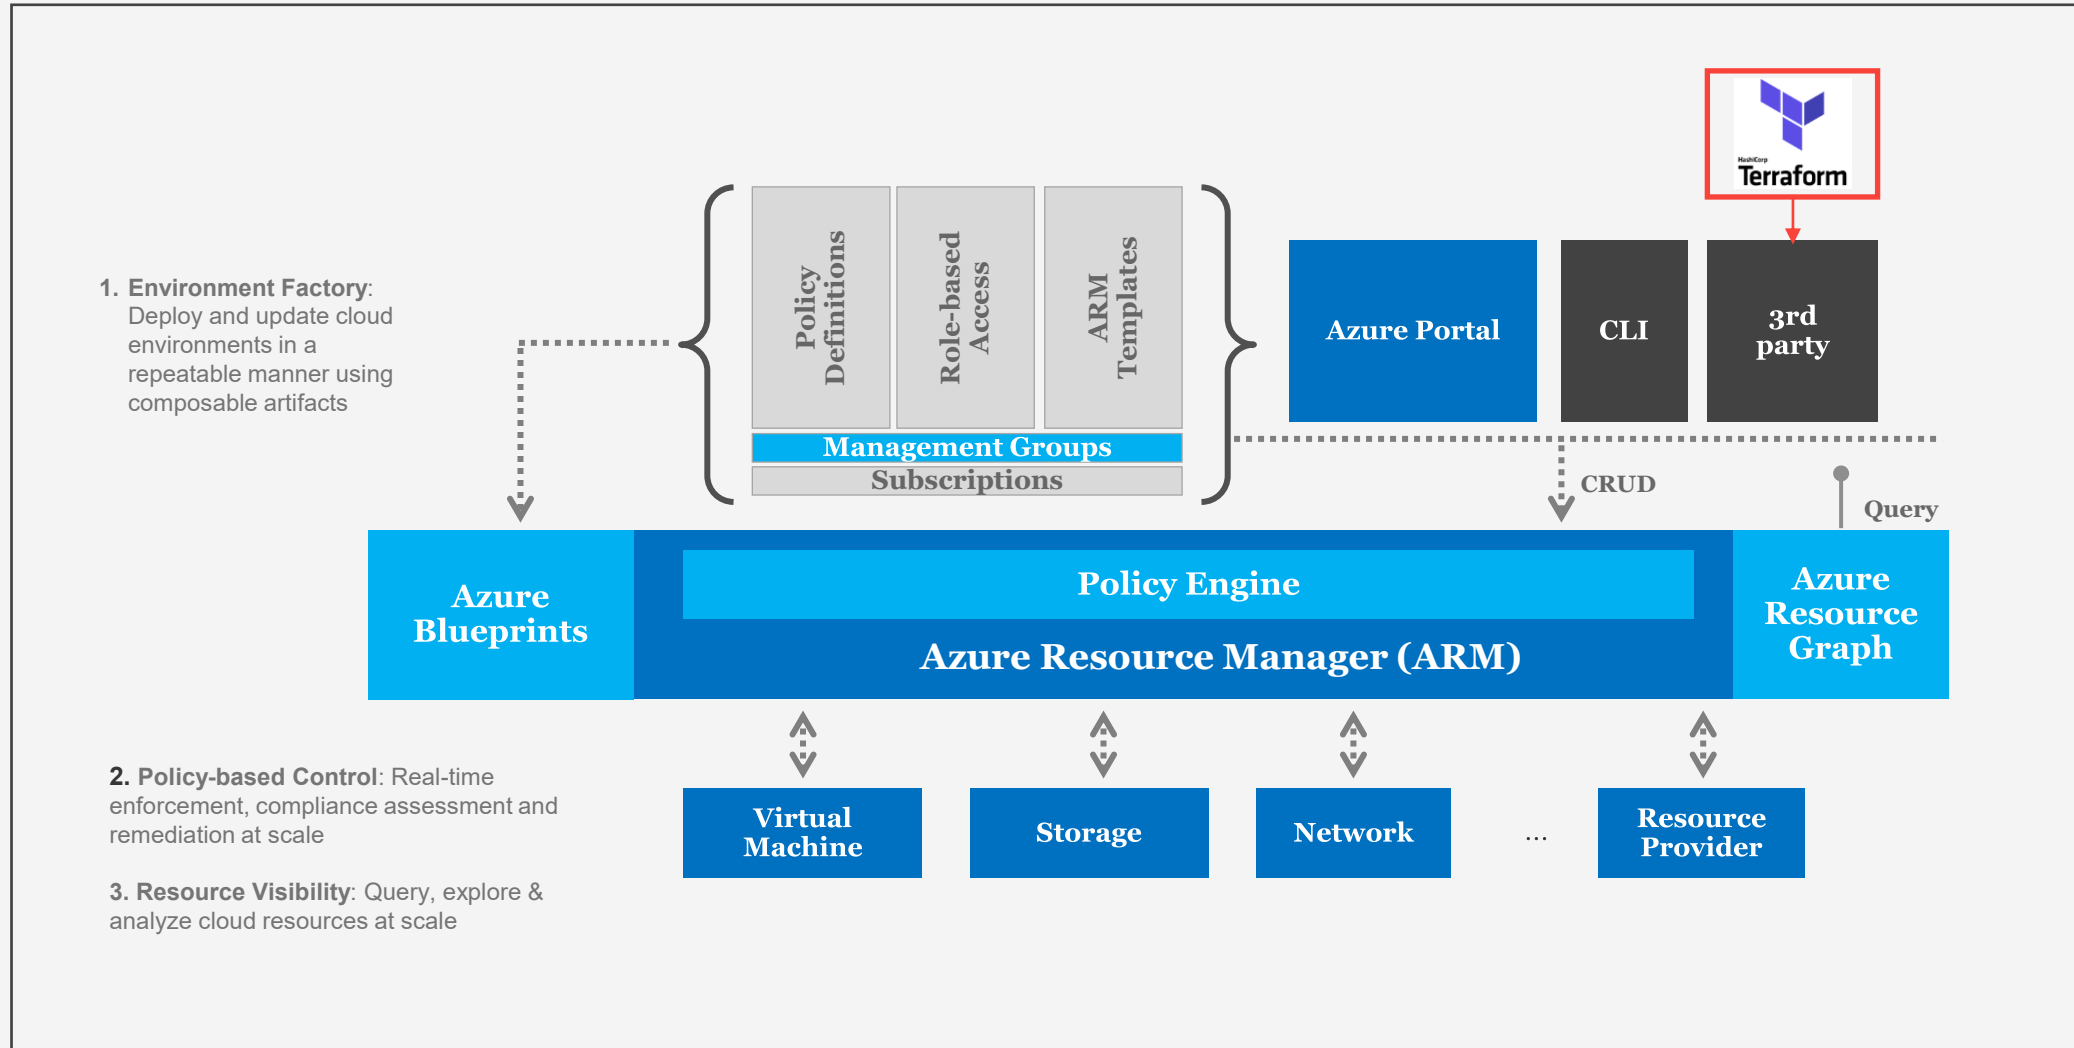 HashiCorp
Terraform
Policy
Definitions
Role-based
Access
ARM
Templates
Management Groups
Subscriptions
Azure Portal
CLI
3rd
party
1. Environment Factory:
Deploy and update cloud
environments in a
repeatable manner using
composable artifacts
CRUD
Query
Azure
Blueprints
Policy Engine
Azure Resource Manager (ARM)
Azure
Resource
Graph
2. Policy-based Control: Real-time
enforcement, compliance assessment and
remediation at scale
3. Resource Visibility: Query, explore &
analyze cloud resources at scale
Virtual
Machine
Storage
Network
...
Resource
Provider